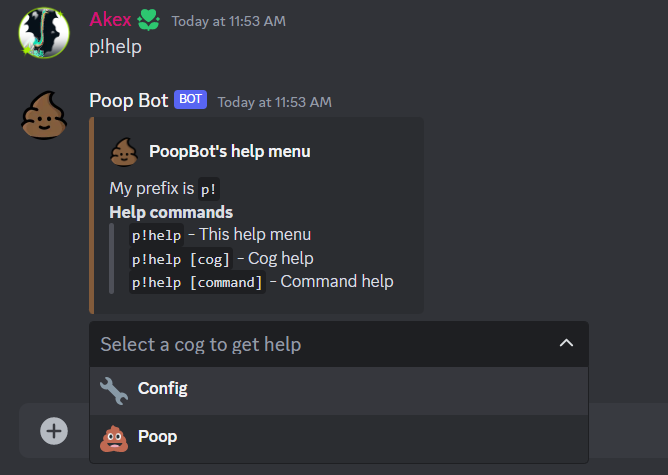 Akex Today at 11:53 AM
p!help
Poop Bot BOT Today at 11:53 AM
PoopBot's help menu
My prefix is p!
Help commands
p!help - This help menu
p!help [cog] - Cog help
p!help [command] - Command help
Select a cog to get help
Config
Poop